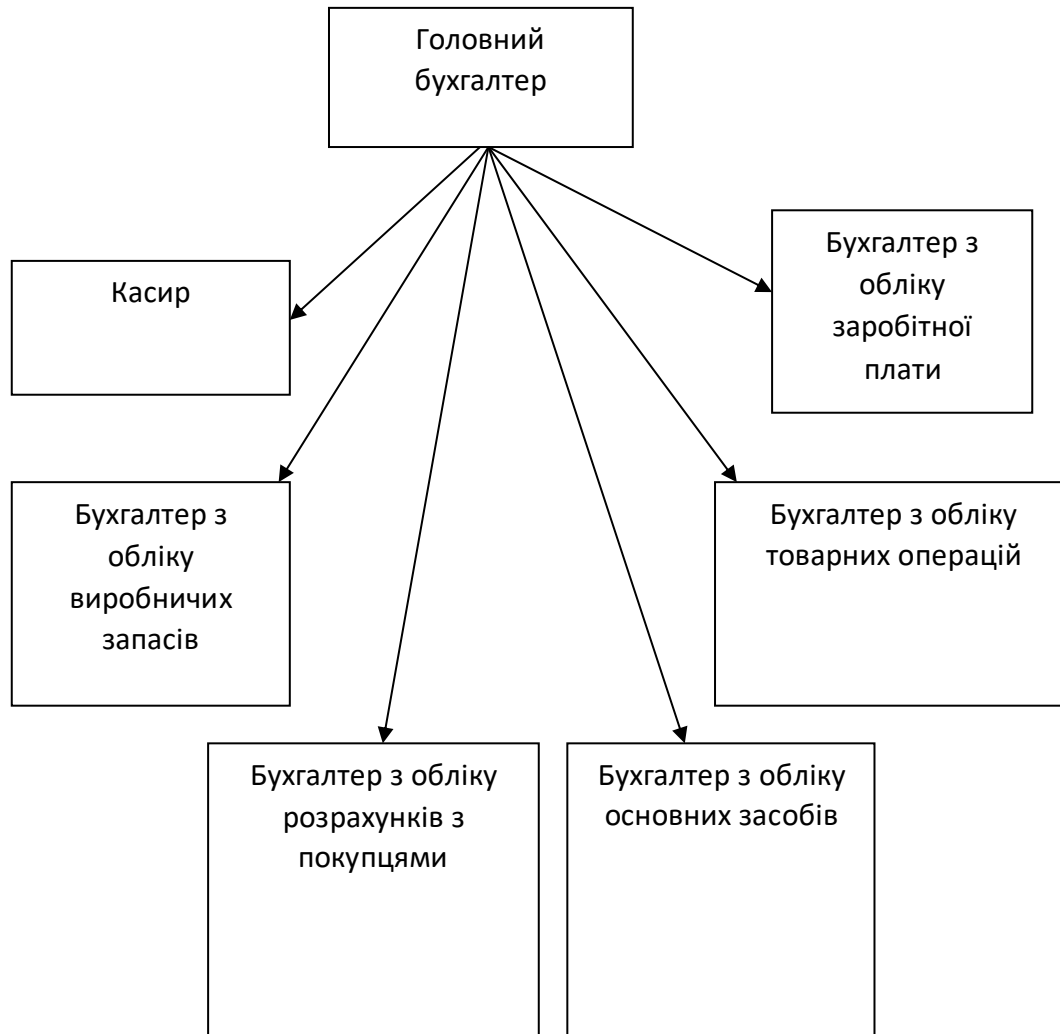 Головний
бухгалтер
Касир
Бухгалтер з
обліку
заробітної
плати
Бухгалтер з
обліку
виробничих
запасів
Бухгалтер з обліку
товарних операцій
Бухгалтер з обліку
розрахунків з
покупцями
Бухгалтер з обліку
основних засобів